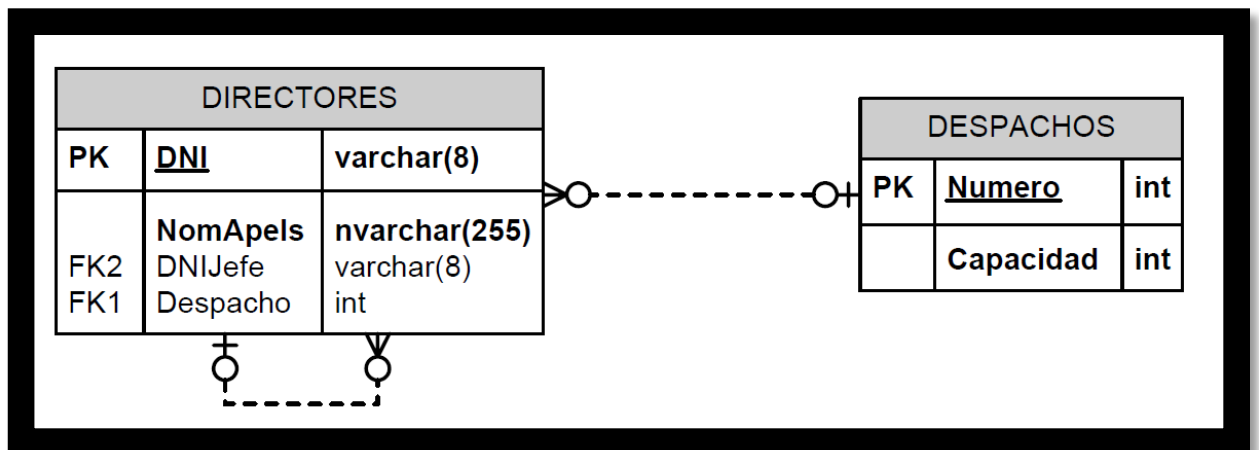 DIRECTORES
PK DNI varchar(8)
NomApels nvarchar(255)
FK2 DNIJefe varchar(8)
FK1 Despacho int
DESPACHOS
PK Numero int
Capacidad int